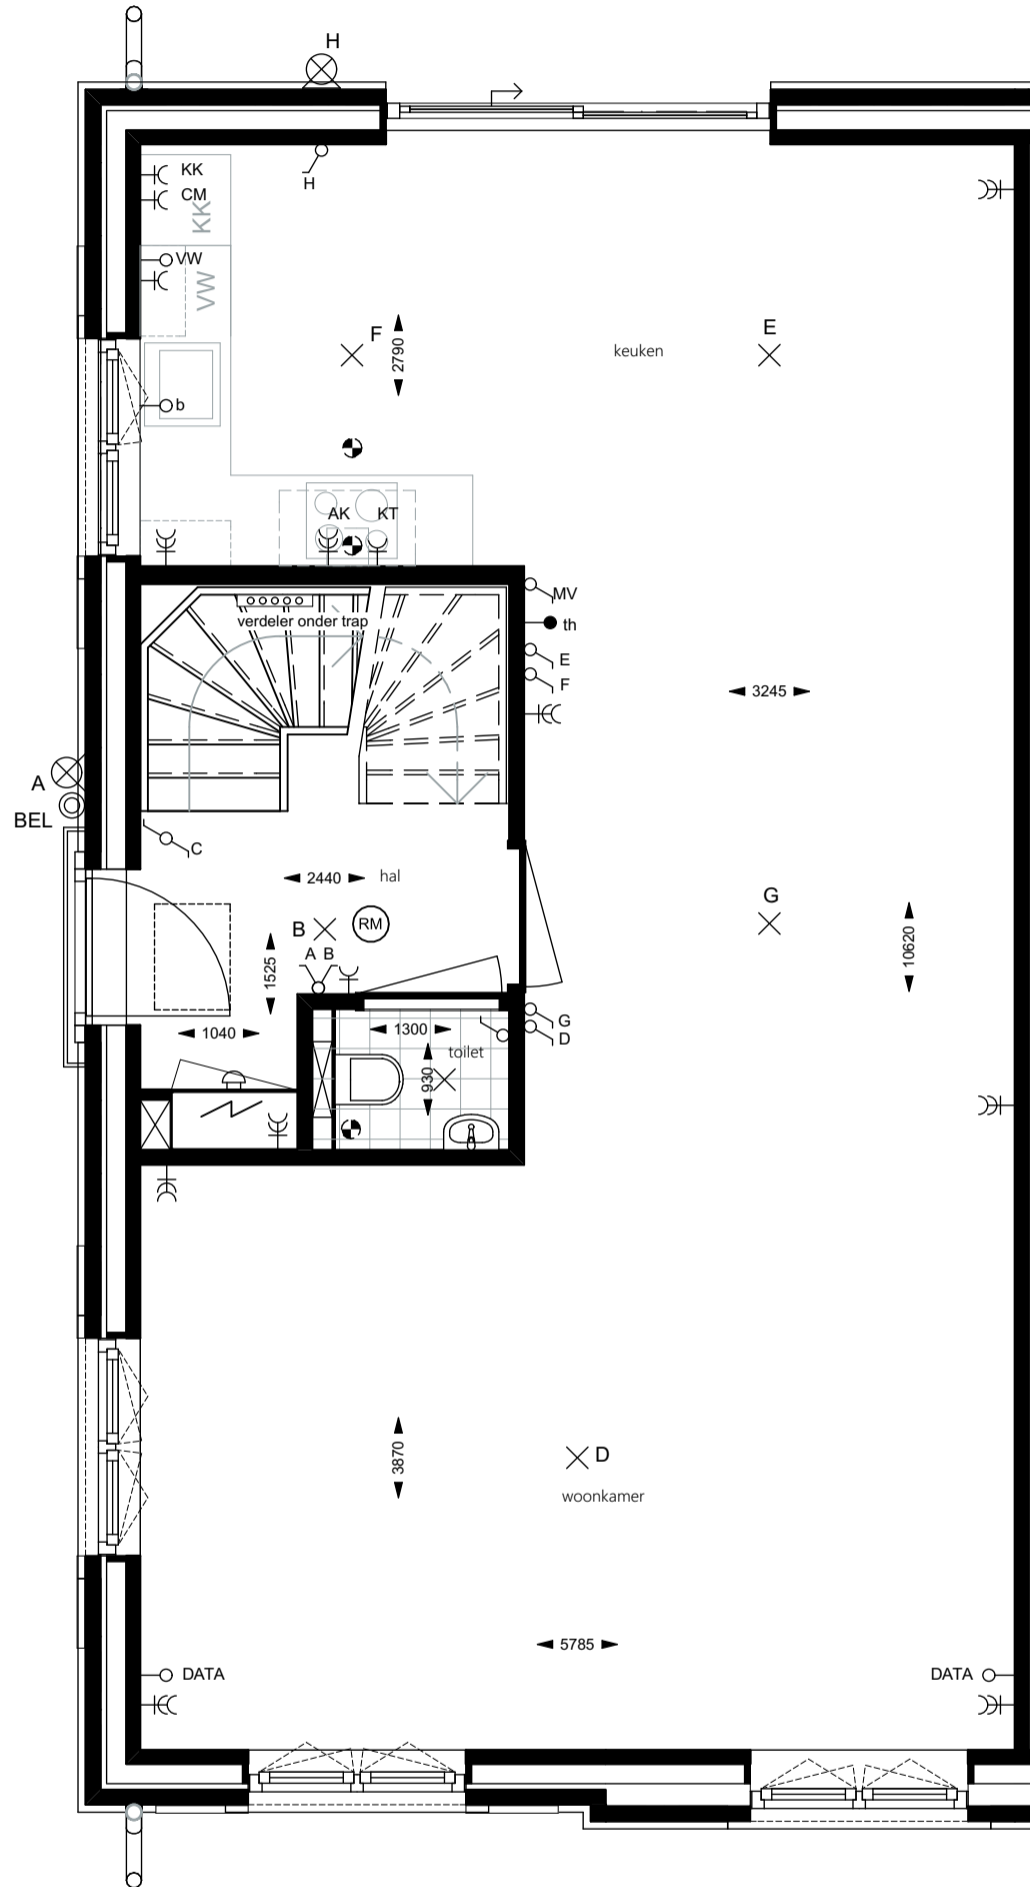 H
H
KK
CM
KK
VW
VW
F
2790
keuken
E
b
AK
KT
MV
verdeler onder trap
th
E
F
3245
A
BEL
C
2440
hal
B
RM
G
A B
1525
10620
1040
1300
G
D
toilet
930
3870
D
woonkamer
5785
DATA
DATA